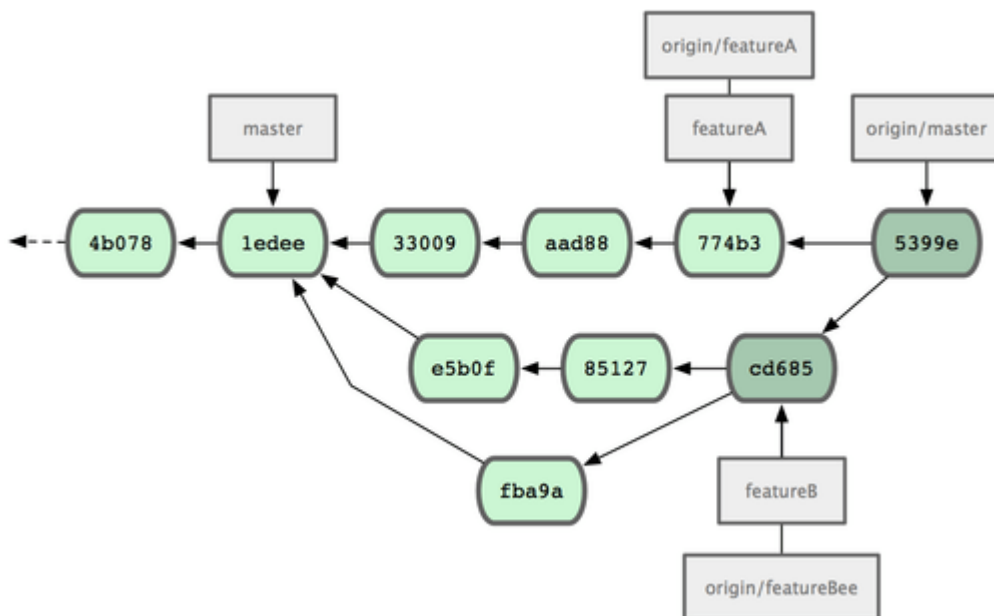 origin/featureA
master
featureA
origin/master
4b078
1edee
33009
aad88
774b3
5399e
e5b0f
85127
cd685
fba9a
featureB
origin/featureBee